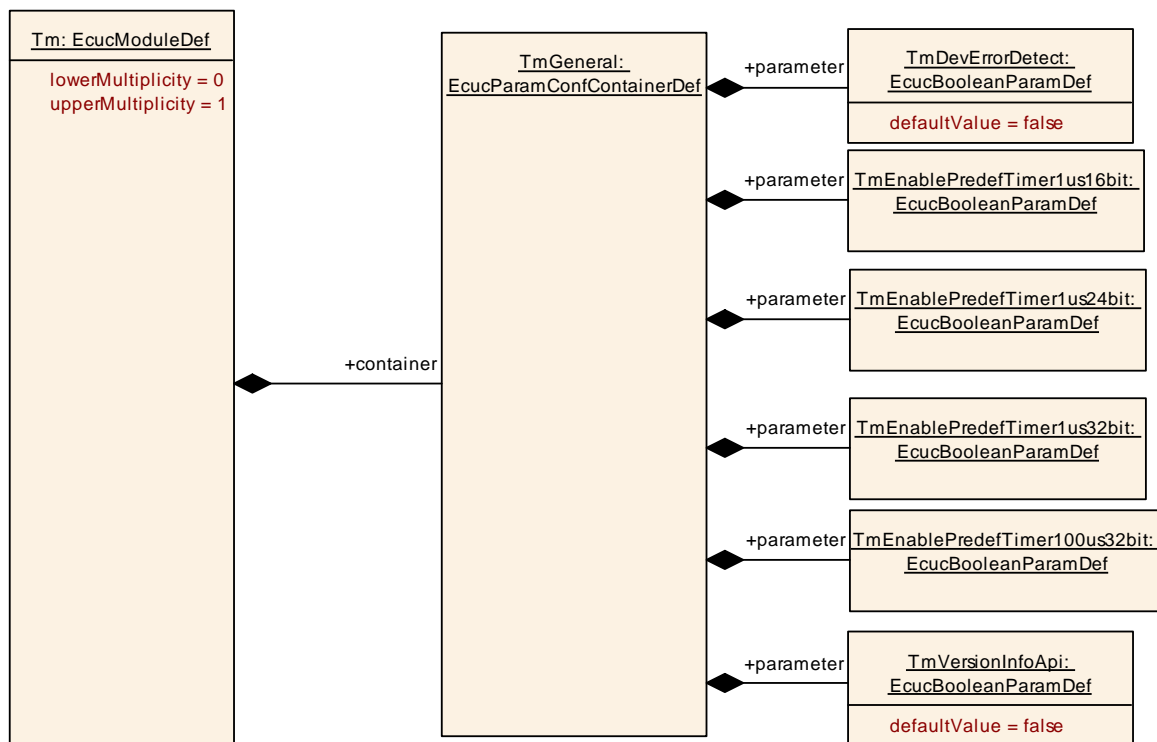 Tm: EcucModuleDef
lowerMultiplicity = 0
upperMultiplicity = 1
+container
TmGeneral:
EcucParamConfContainerDef
+parameter
TmDevErrorDetect:
EcucBooleanParamDef
defaultValue = false
+parameter
TmEnablePredefTimer1us16bit:
EcucBooleanParamDef
+parameter
TmEnablePredefTimer1us24bit:
EcucBooleanParamDef
+parameter
TmEnablePredefTimer1us32bit:
EcucBooleanParamDef
+parameter
TmEnablePredefTimer100us32bit:
EcucBooleanParamDef
+parameter
TmVersionInfoApi:
EcucBooleanParamDef
defaultValue = false